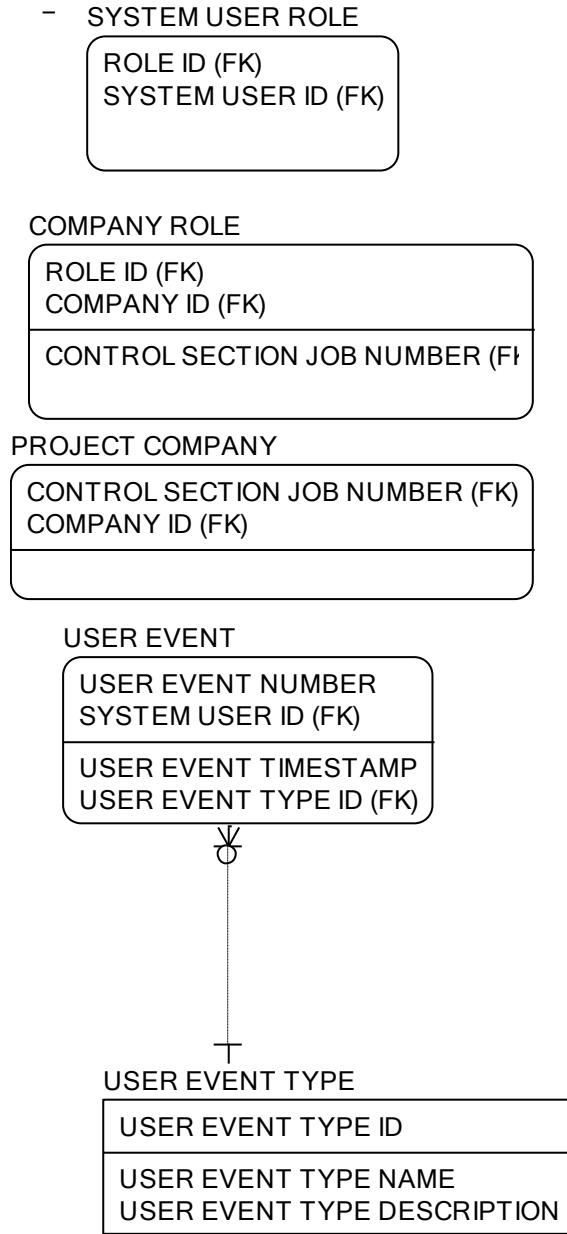 – SYSTEM USER ROLE
ROLE ID (FK)
SYSTEM USER ID (FK)
COMPANY ROLE
ROLE ID (FK)
COMPANY ID (FK)
CONTROL SECTION JOB NUMBER (F
PROJECT COMPANY
CONTROL SECTION JOB NUMBER (FK)
COMPANY ID (FK)
USER EVENT
USER EVENT NUMBER
SYSTEM USER ID (FK)
USER EVENT TIMESTAMP
USER EVENT TYPE ID (FK)
USER EVENT TYPE
USER EVENT TYPE ID
USER EVENT TYPE NAME
USER EVENT TYPE DESCRIPTION